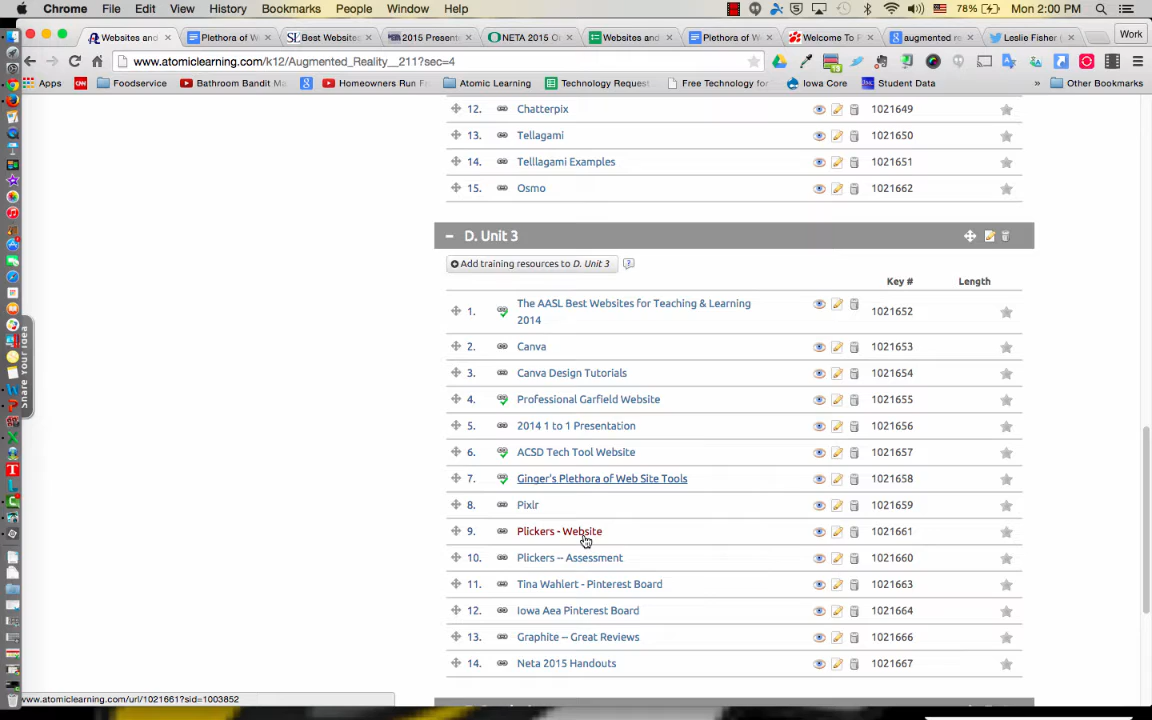 Chrome File Edit View History Bookmarks People Window Help 78% Mon 2:00 PM
Websites and Plethora of W Best Websites 2015 Present NETA 2015 O Websites and Plethora of W Welcome To P augmented re Leslie Fisher ( Work
www.atomiclearning.com/k12/Augmented_Reality__211?sec=4
Apps Foodservice Bathroom Bandit Ma Homeowners Run Fr Atomic Learning Technology Request Free Technology for Iowa Core Student Data » Other Bookmarks
12. Chatterpix 1021649
13. Tellagami 1021650
14. Telllagami Examples 1021651
15. Osmo 1021662
D. Unit 3
Add training resources to D. Unit 3 ?
Key # Length
1. The AASL Best Websites for Teaching & Learning 2014 1021652
2. Canva 1021653
3. Canva Design Tutorials 1021654
4. Professional Garfield Website 1021655
5. 2014 1 to 1 Presentation 1021656
6. ACSD Tech Tool Website 1021657
7. Ginger's Plethora of Web Site Tools 1021658
8. Pixlr 1021659
9. Plickers - Website 1021661
10. Plickers -- Assessment 1021660
11. Tina Wahlert - Pinterest Board 1021663
12. Iowa Aea Pinterest Board 1021664
13. Graphite -- Great Reviews 1021666
14. Neta 2015 Handouts 1021667
Share Your Idea
www.atomiclearning.com/url/1021661?sid=1003852